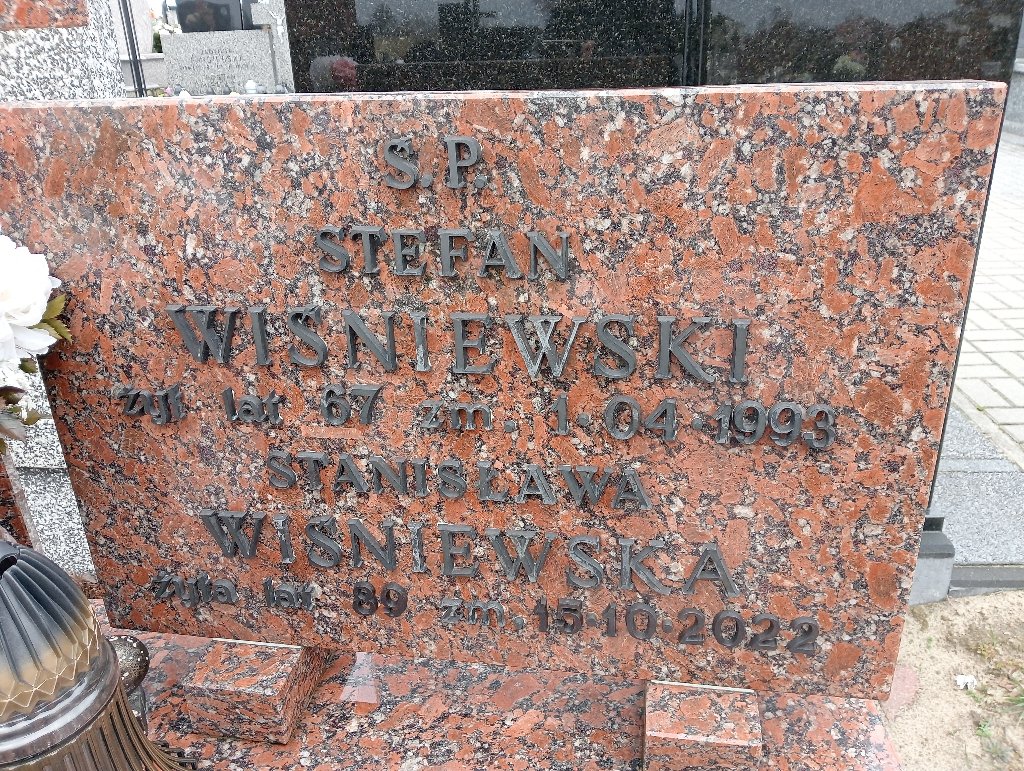 Ś.P.
STEFAN
WIŚNIEWSKI
żył lat 67 zm. 1·04·1993
STANISŁAWA
WIŚNIEWSKA
żyła lat 89 zm. 15·10·2022